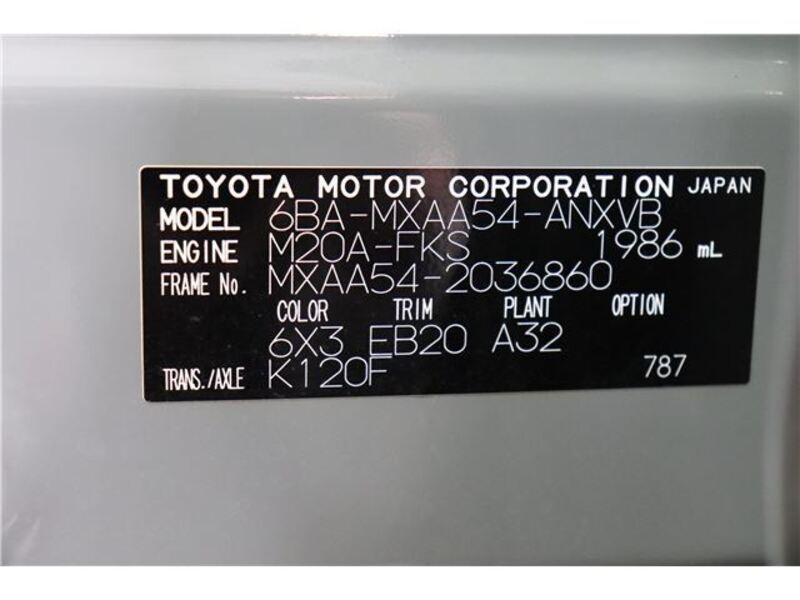 TOYOTA MOTOR CORPORATION JAPAN
MODEL 6BA-MXAA54-ANXVB
ENGINE M20A-FKS 1986 mL
FRAME No. MXAA54-2036860
COLOR TRIM PLANT OPTION
6X3 EB20 A32
TRANS./AXLE K120F 787